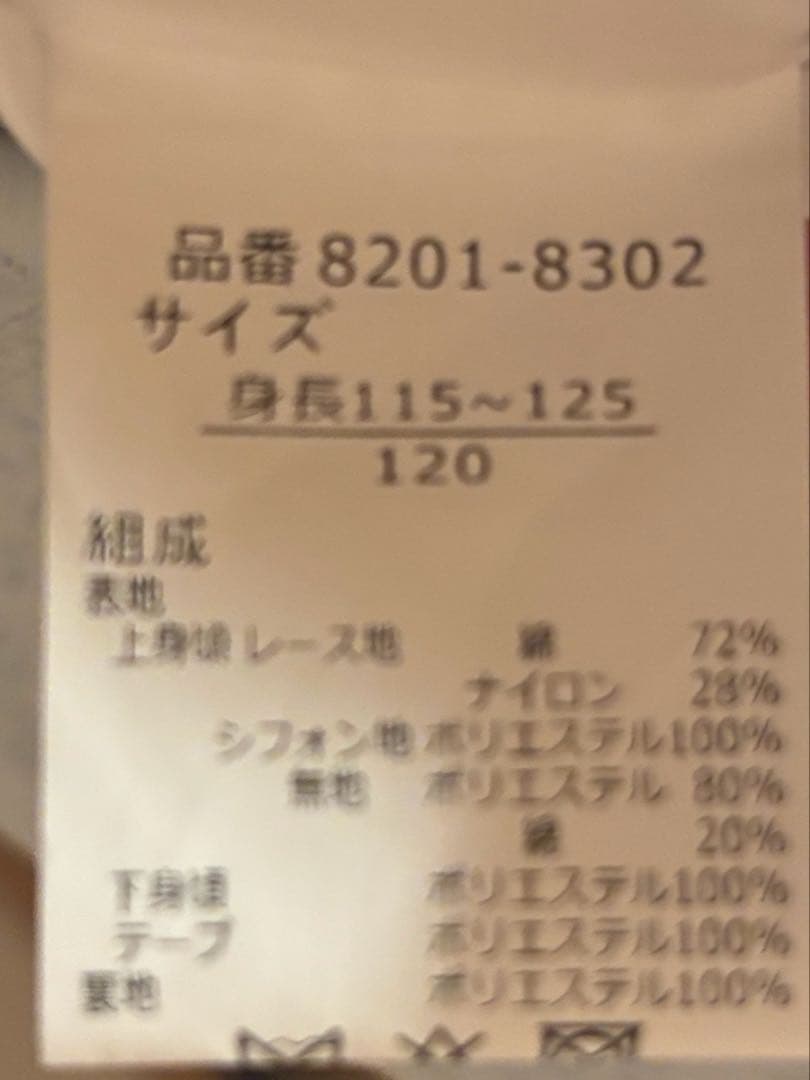 品番 8201-8302
サイズ
身長115~125
120
組成
表地
上身頃 レース地 綿 72%
ナイロン 28%
シフォン地 ポリエステル100%
無地 ポリエステル 80%
綿 20%
下身頃 ポリエステル100%
テープ ポリエステル100%
裏地 ポリエステル100%